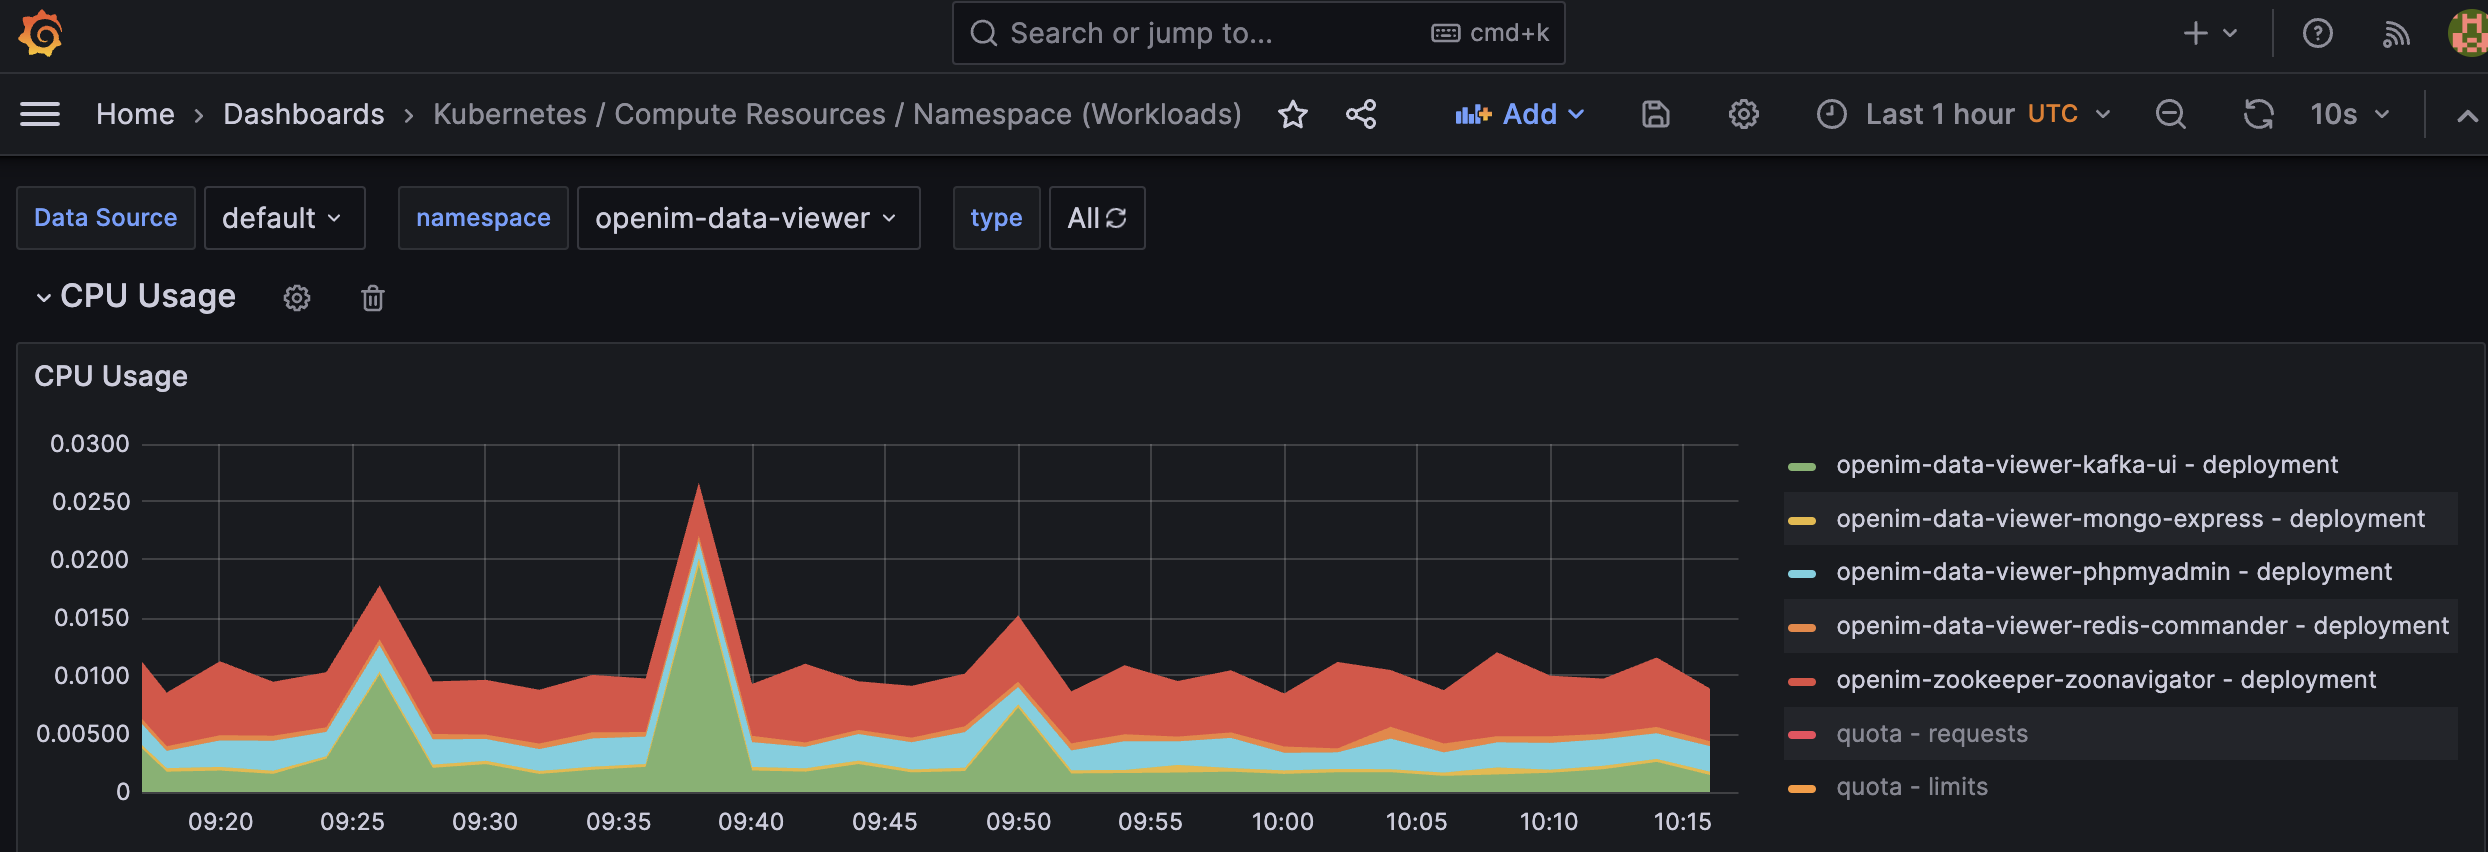 Search or jump to...
cmd+k
Home › Dashboards › Kubernetes / Compute Resources / Namespace (Workloads)
Add
Last 1 hour UTC
10s
Data Source
default
namespace
openim-data-viewer
type
All
CPU Usage
CPU Usage
0.0300
0.0250
0.0200
0.0150
0.0100
0.00500
0
09:20
09:25
09:30
09:35
09:40
09:45
09:50
09:55
10:00
10:05
10:10
10:15
openim-data-viewer-kafka-ui - deployment
openim-data-viewer-mongo-express - deployment
openim-data-viewer-phpmyadmin - deployment
openim-data-viewer-redis-commander - deployment
openim-zookeeper-zoonavigator - deployment
quota - requests
quota - limits